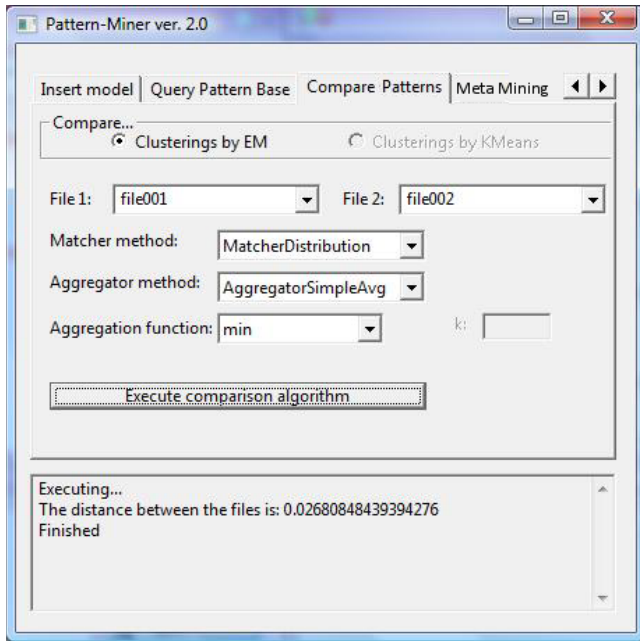 Pattern-Miner ver. 2.0
Insert model Query Pattern Base Compare Patterns Meta Mining
Compare...
Clusterings by EM Clusterings by KMeans
File 1: file001 File 2: file002
Matcher method: MatcherDistribution
Aggregator method: AggregatorSimpleAvg
Aggregation function: min k:
Execute comparison algorithm
Executing...
The distance between the files is: 0.02680848439394276
Finished